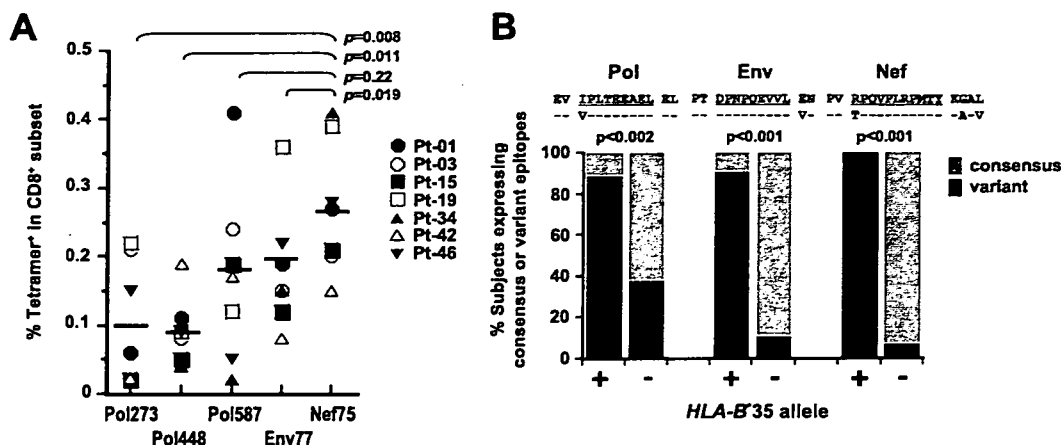 A
p=0.008
p=0.011
p=0.22
p=0.019
0.5
0.4
0.3
0.2
0.1
0
% Tetramer⁺ in CD8⁺ subset
Pol273
Pol448
Pol587
Env77
Nef75
Pt-01
Pt-03
Pt-15
Pt-19
Pt-34
Pt-42
Pt-46
B
Pol Env Nef
EV IPLTEEAEL EL PT DPNPQEVVL EN PV RPQVPLRPMTY KGAL
-- V-------- -- -- --------- V- -- T---------- -A-V
p<0.002 p<0.001 p<0.001
100
80
60
40
20
0
% Subjects expressing
consensus or variant epitopes
+ - + - + -
HLA-B*35 allele
consensus
variant